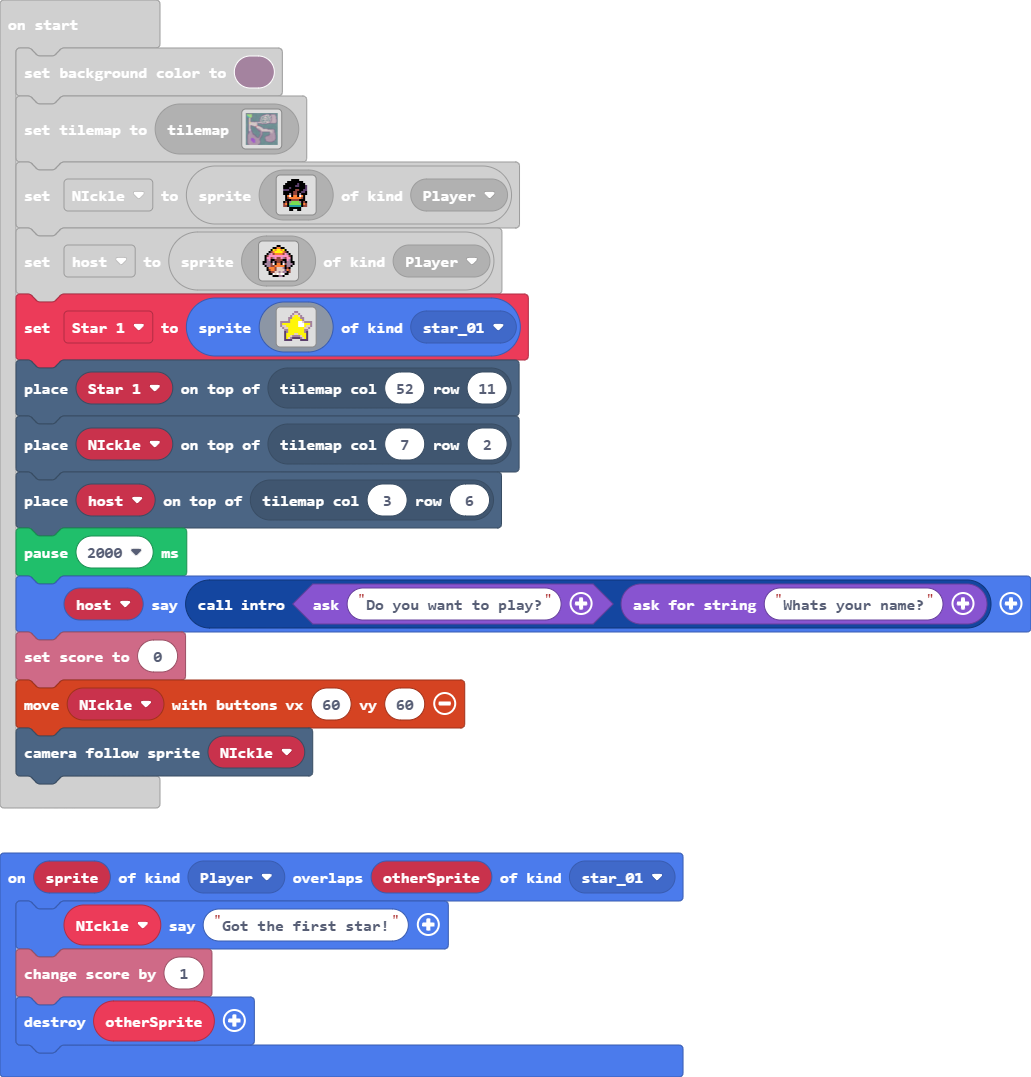 on start
set background color to
set tilemap to tilemap
set NIckle to sprite of kind Player
set host to sprite of kind Player
set Star 1 to sprite of kind star_01
place Star 1 on top of tilemap col 52 row 11
place NIckle on top of tilemap col 7 row 2
place host on top of tilemap col 3 row 6
pause 2000 ms
host say call intro ask "Do you want to play?" ask for string "Whats your name?"
set score to 0
move NIckle with buttons vx 60 vy 60
camera follow sprite NIckle
on sprite of kind Player overlaps otherSprite of kind star_01
NIckle say "Got the first star!"
change score by 1
destroy otherSprite